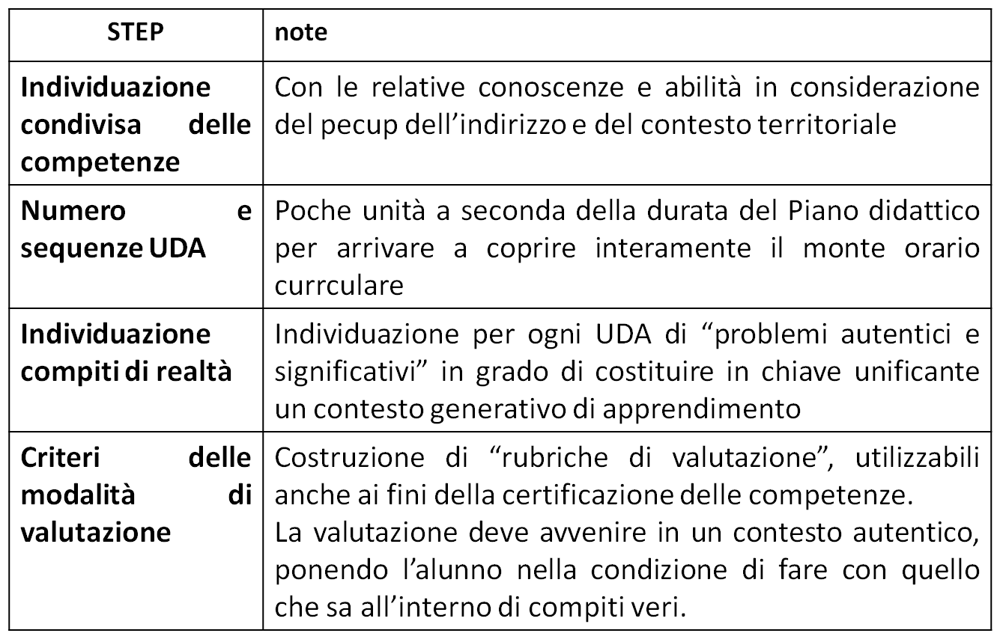 STEP
note
Individuazione
condivisa delle
competenze
Con le relative conoscenze e abilità in considerazione
del pecup dell’indirizzo e del contesto territoriale
Numero e
sequenze UDA
Poche unità a seconda della durata del Piano didattico
per arrivare a coprire interamente il monte orario
currculare
Individuazione
compiti di realtà
Individuazione per ogni UDA di “problemi autentici e
significativi” in grado di costituire in chiave unificante
un contesto generativo di apprendimento
Criteri delle
modalità di
valutazione
Costruzione di “rubriche di valutazione”, utilizzabili
anche ai fini della certificazione delle competenze.
La valutazione deve avvenire in un contesto autentico,
ponendo l’alunno nella condizione di fare con quello
che sa all’interno di compiti veri.